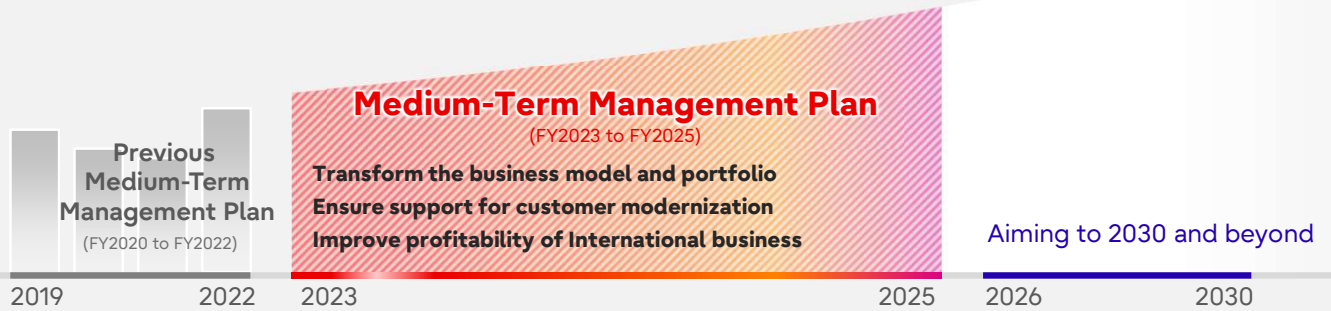 Previous
Medium-Term
Management Plan
(FY2020 to FY2022)
Medium-Term Management Plan
(FY2023 to FY2025)
Transform the business model and portfolio
Ensure support for customer modernization
Improve profitability of International business
Aiming to 2030 and beyond
2019
2022
2023
2025
2026
2030